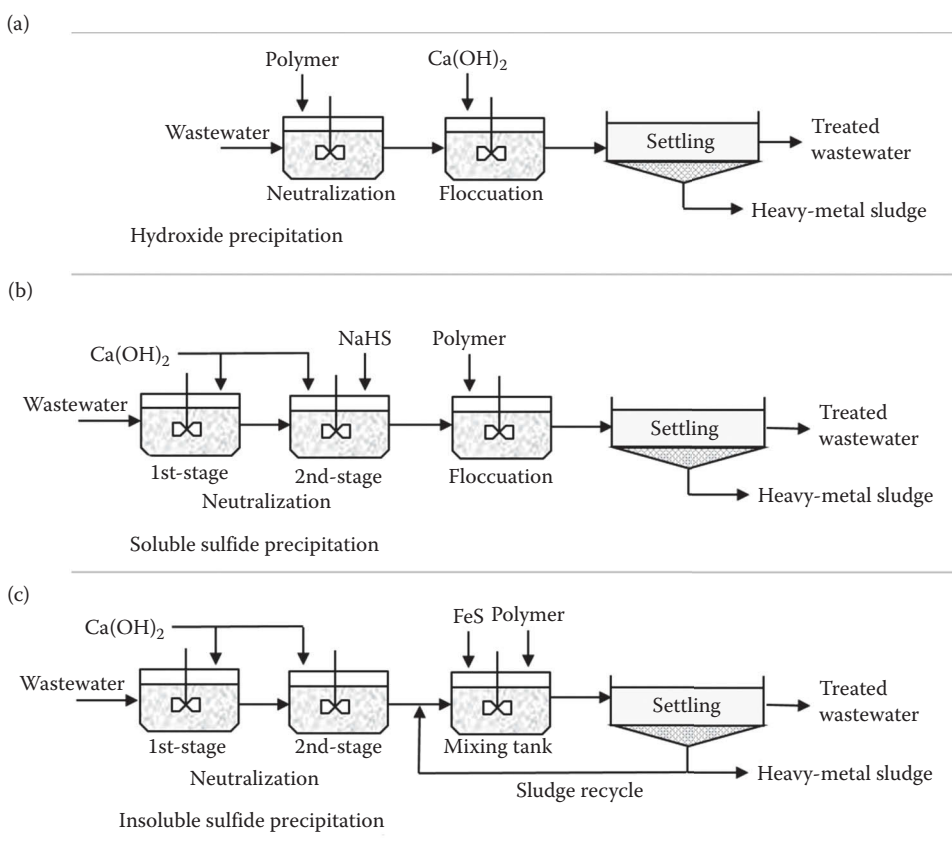 (a)
Polymer
Ca(OH)2
Wastewater
Settling
Treated
wastewater
Neutralization
Floccuation
Heavy-metal sludge
Hydroxide precipitation
(b)
Ca(OH)2
NaHS
Polymer
Wastewater
Settling
Treated
wastewater
1st-stage
2nd-stage
Floccuation
Neutralization
Heavy-metal sludge
Soluble sulfide precipitation
(c)
Ca(OH)2
FeS
Polymer
Wastewater
Settling
Treated
wastewater
1st-stage
2nd-stage
Mixing tank
Neutralization
Sludge recycle
Heavy-metal sludge
Insoluble sulfide precipitation